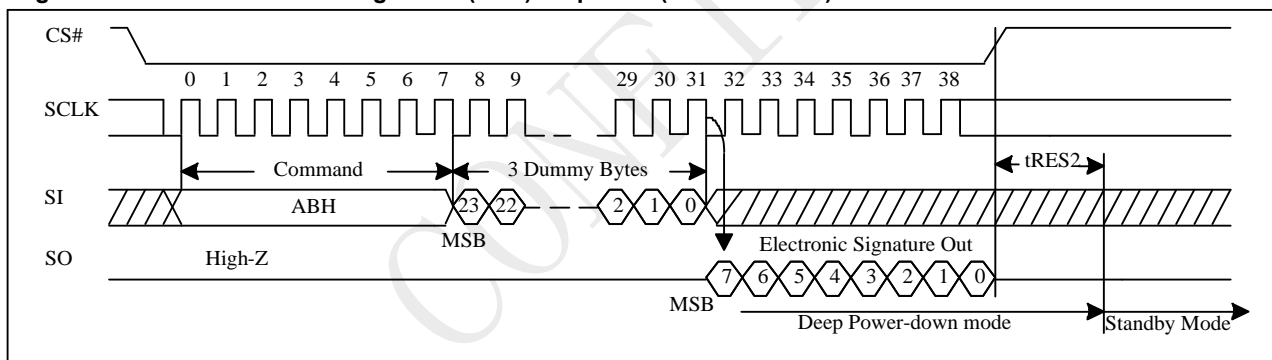 CS#
0 1 2 3 4 5 6 7 8 9 29 30 31 32 33 34 35 36 37 38
SCLK
Command 3 Dummy Bytes tRES2
SI ABH 23 22 2 1 0
MSB
SO High-Z Electronic Signature Out
7 6 5 4 3 2 1 0
MSB
Deep Power-down mode Standby Mode